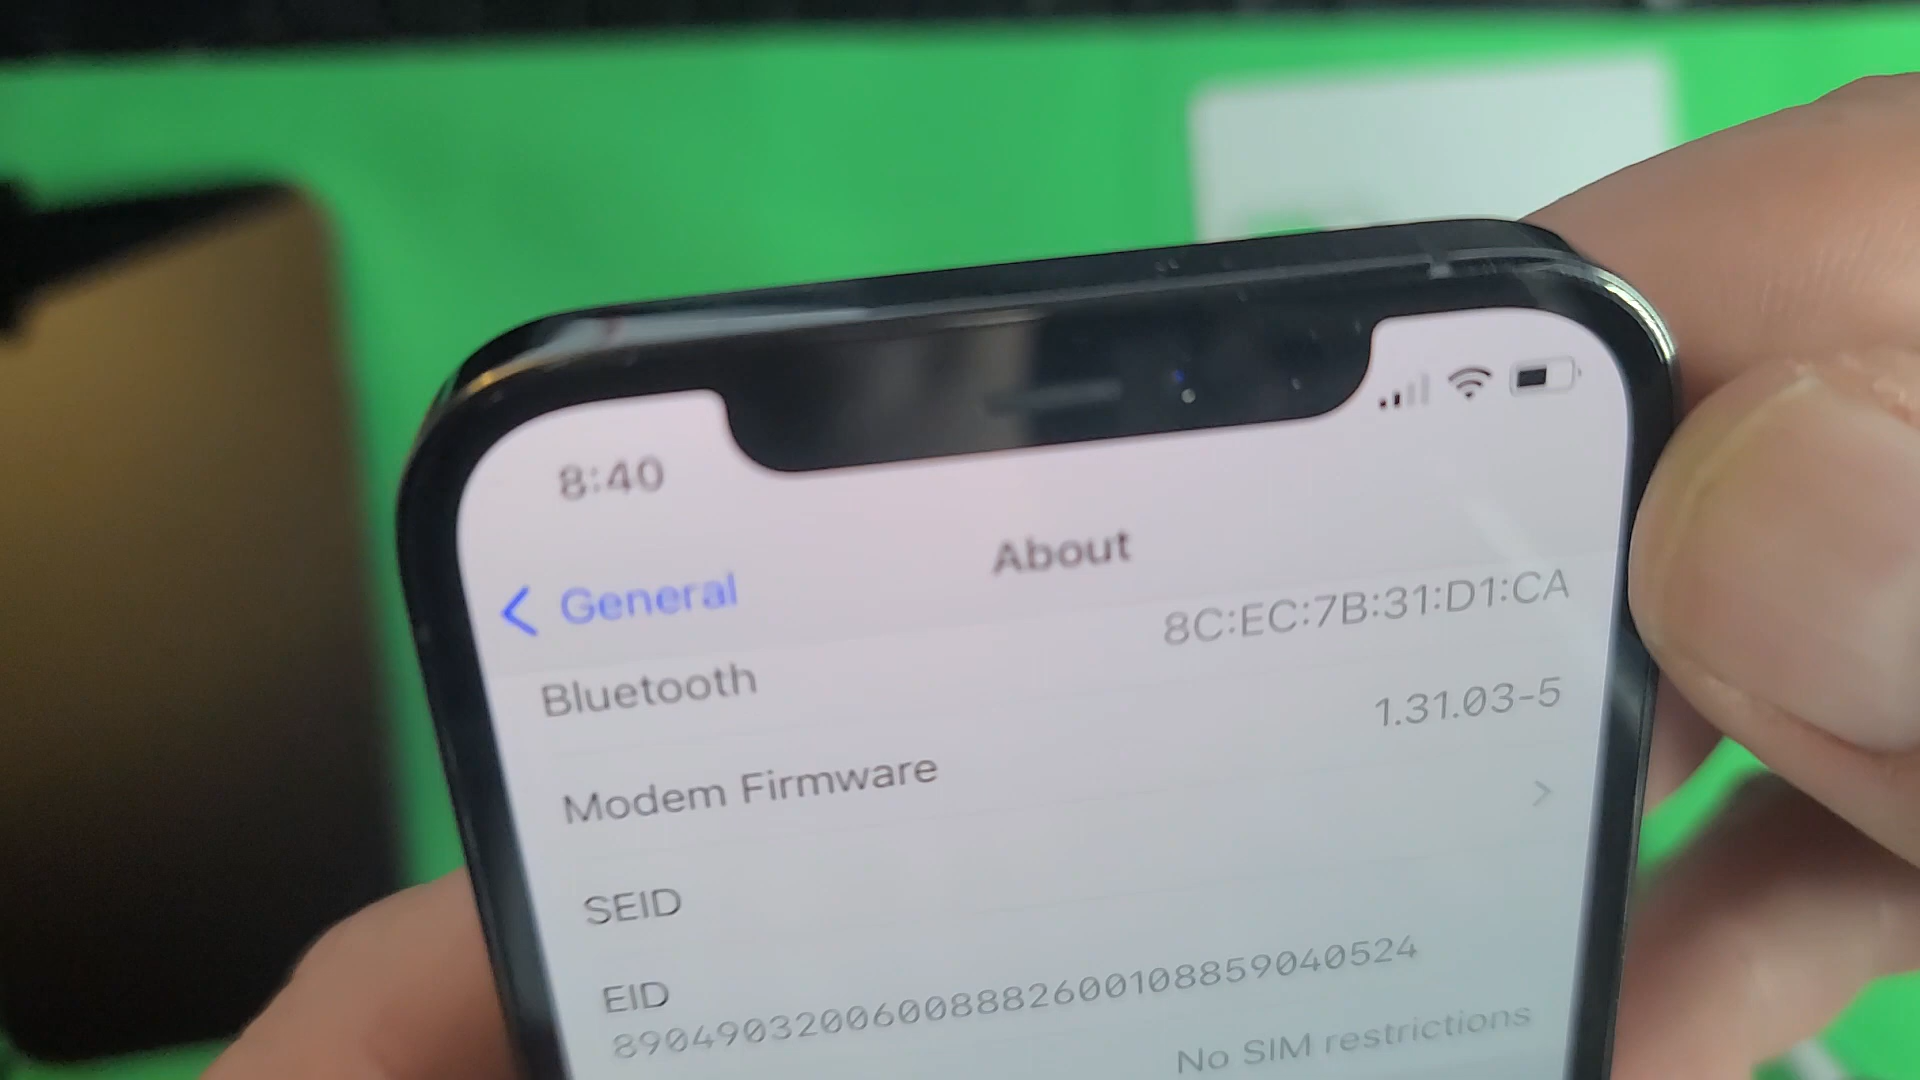 8:40
General
About
Bluetooth
8C:EC:7B:31:D1:CA
Modem Firmware
1.31.03-5
SEID
EID
89049032006008882600108859040524
No SIM restrictions